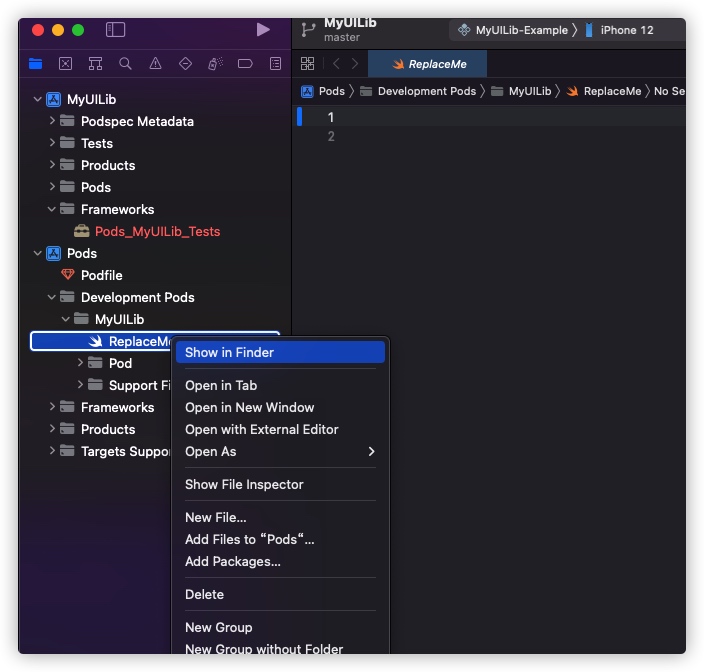 MyUILib
master
MyUILib-Example
iPhone 12
ReplaceMe
Pods
Development Pods
MyUILib
ReplaceMe
No Se
1
2
MyUILib
Podspec Metadata
Tests
Products
Pods
Frameworks
Pods_MyUILib_Tests
Pods
Podfile
Development Pods
MyUILib
ReplaceMe
Pod
Support Fi
Frameworks
Products
Targets Suppor
Show in Finder
Open in Tab
Open in New Window
Open with External Editor
Open As
Show File Inspector
New File...
Add Files to “Pods“...
Add Packages...
Delete
New Group
New Group without Folder